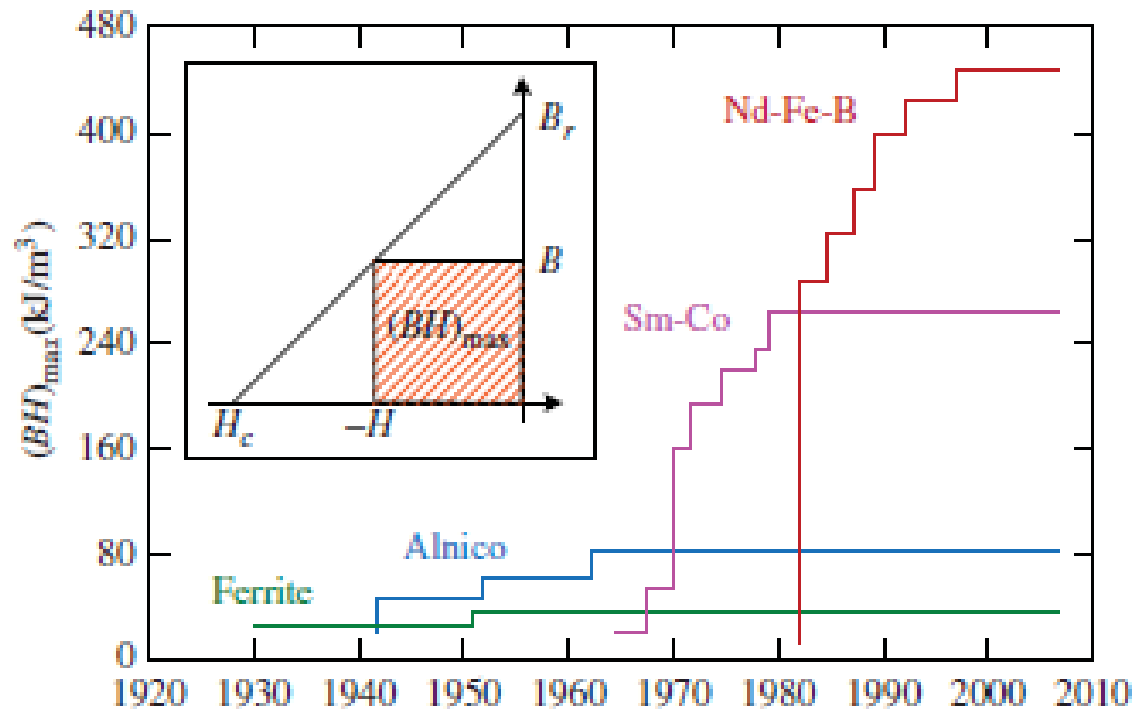 480
400
320
240
160
80
0
(BH)max(kJ/m³)
1920 1930 1940 1950 1960 1970 1980 1990 2000 2010
Nd-Fe-B
Sm-Co
Alnico
Ferrite
Br
B
(BH)max
Hc
–H